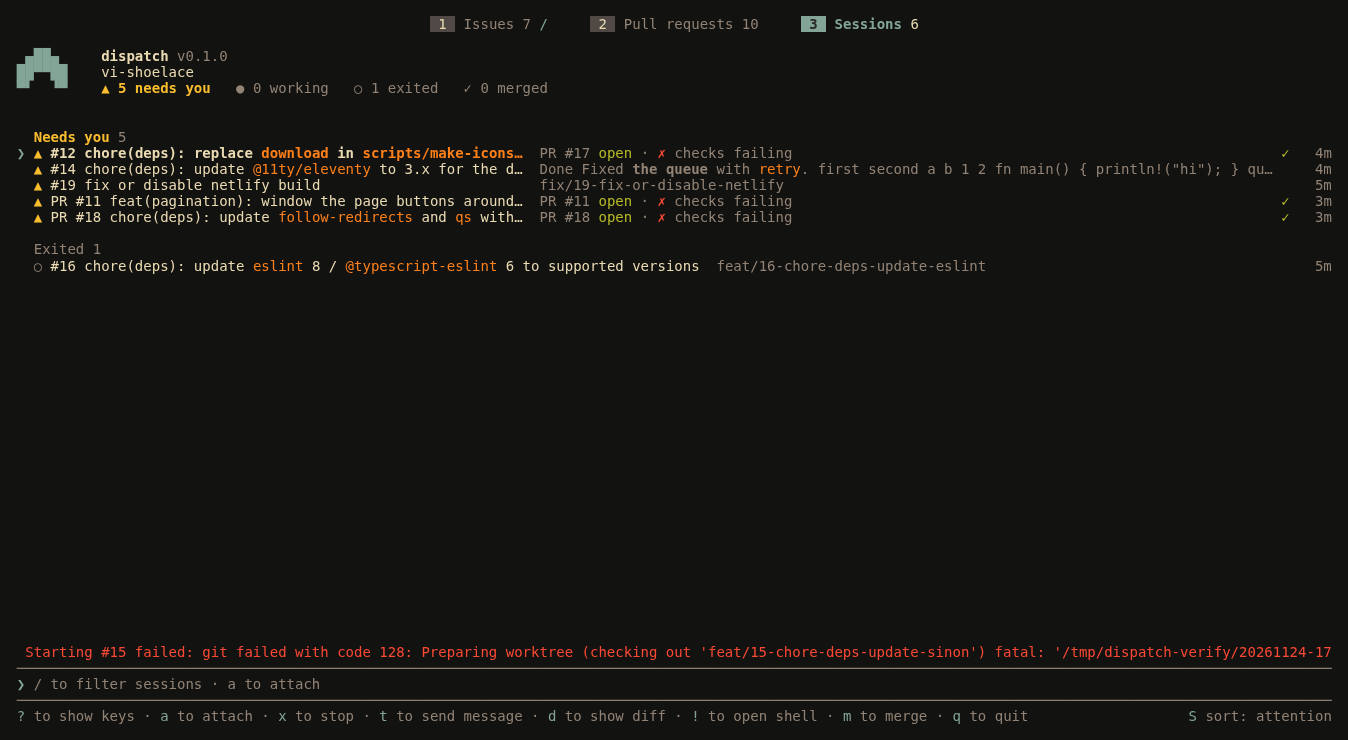 1 Issues 7 / 2 Pull requests 10 3 Sessions 6
dispatch v0.1.0
vi-shoelace
▲ 5 needs you ● 0 working ○ 1 exited ✓ 0 merged
Needs you 5
❯ ▲ #12 chore(deps): replace download in scripts/make-icons… PR #17 open · ✗ checks failing ✓ 4m
▲ #14 chore(deps): update @11ty/eleventy to 3.x for the d… Done Fixed the queue with retry. first second a b 1 2 fn main() { println!("hi"); } qu… 4m
▲ #19 fix or disable netlify build fix/19-fix-or-disable-netlify 5m
▲ PR #11 feat(pagination): window the page buttons around… PR #11 open · ✗ checks failing ✓ 3m
▲ PR #18 chore(deps): update follow-redirects and qs with… PR #18 open · ✗ checks failing ✓ 3m
Exited 1
○ #16 chore(deps): update eslint 8 / @typescript-eslint 6 to supported versions feat/16-chore-deps-update-eslint 5m
Starting #15 failed: git failed with code 128: Preparing worktree (checking out 'feat/15-chore-deps-update-sinon') fatal: '/tmp/dispatch-verify/20261124-17
❯ / to filter sessions · a to attach
? to show keys · a to attach · x to stop · t to send message · d to show diff · ! to open shell · m to merge · q to quit S sort: attention